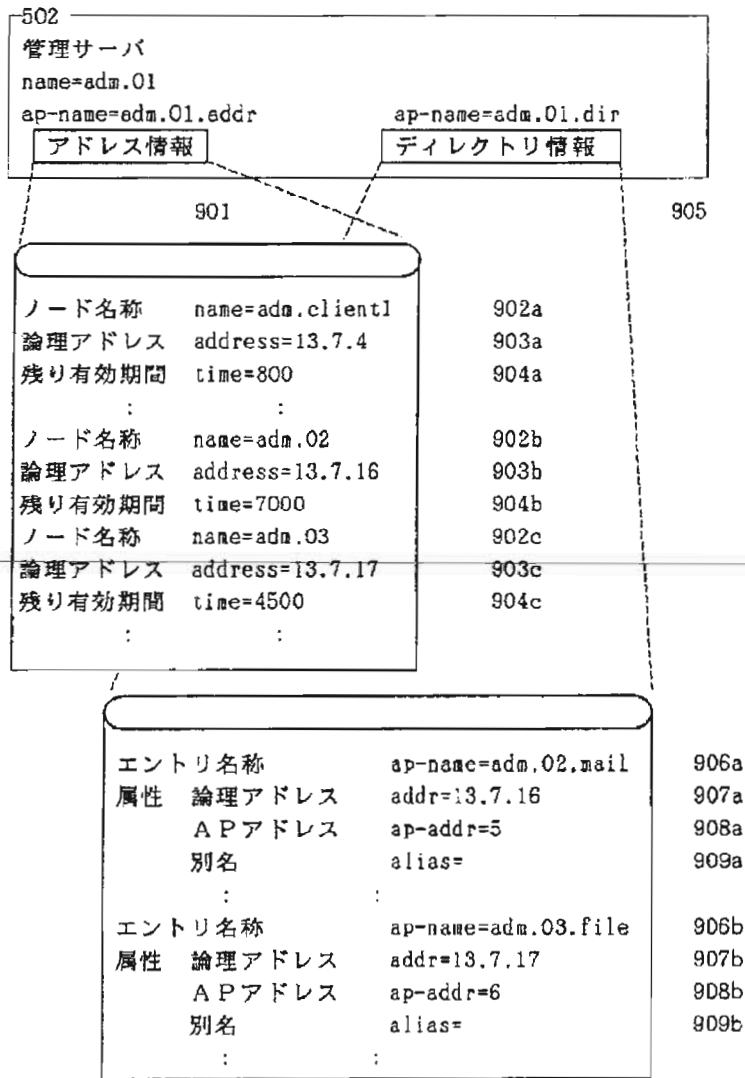 502
管理サーバ
name=adm.01
ap-name=adm.01.addr ap-name=adm.01.dir
アドレス情報 ディレクトリ情報
901 905
ノード名称 name=adm.client1 902a
論理アドレス address=13.7.4 903a
残り有効期間 time=800 904a
: :
ノード名称 name=adm.02 902b
論理アドレス address=13.7.16 903b
残り有効期間 time=7000 904b
ノード名称 name=adm.03 902c
論理アドレス address=13.7.17 903c
残り有効期間 time=4500 904c
: :
エントリ名称 ap-name=adm.02.mail 906a
属性 論理アドレス addr=13.7.16 907a
APアドレス ap-addr=5 908a
別名 alias= 909a
: :
エントリ名称 ap-name=adm.03.file 906b
属性 論理アドレス addr=13.7.17 907b
APアドレス ap-addr=6 908b
別名 alias= 909b
: :